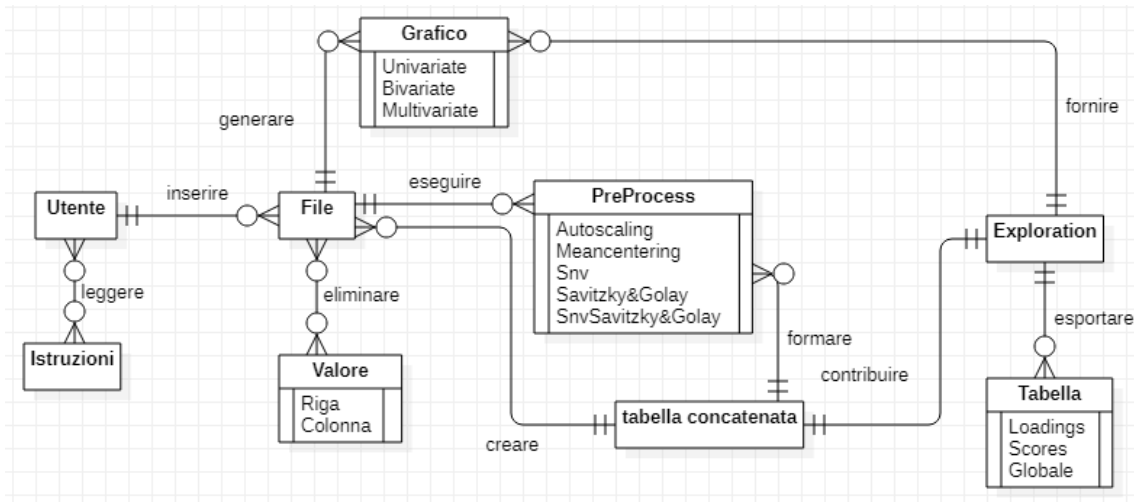 Grafico
Univariate
Bivariate
Multivariate
generare
fornire
inserire
eseguire
Utente
File
PreProcess
Autoscaling
Meancentering
Snv
Savitzky&Golay
SnvSavitzky&Golay
Exploration
leggere
eliminare
esportare
Istruzioni
Valore
Riga
Colonna
formare
contribuire
creare
tabella concatenata
Tabella
Loadings
Scores
Globale